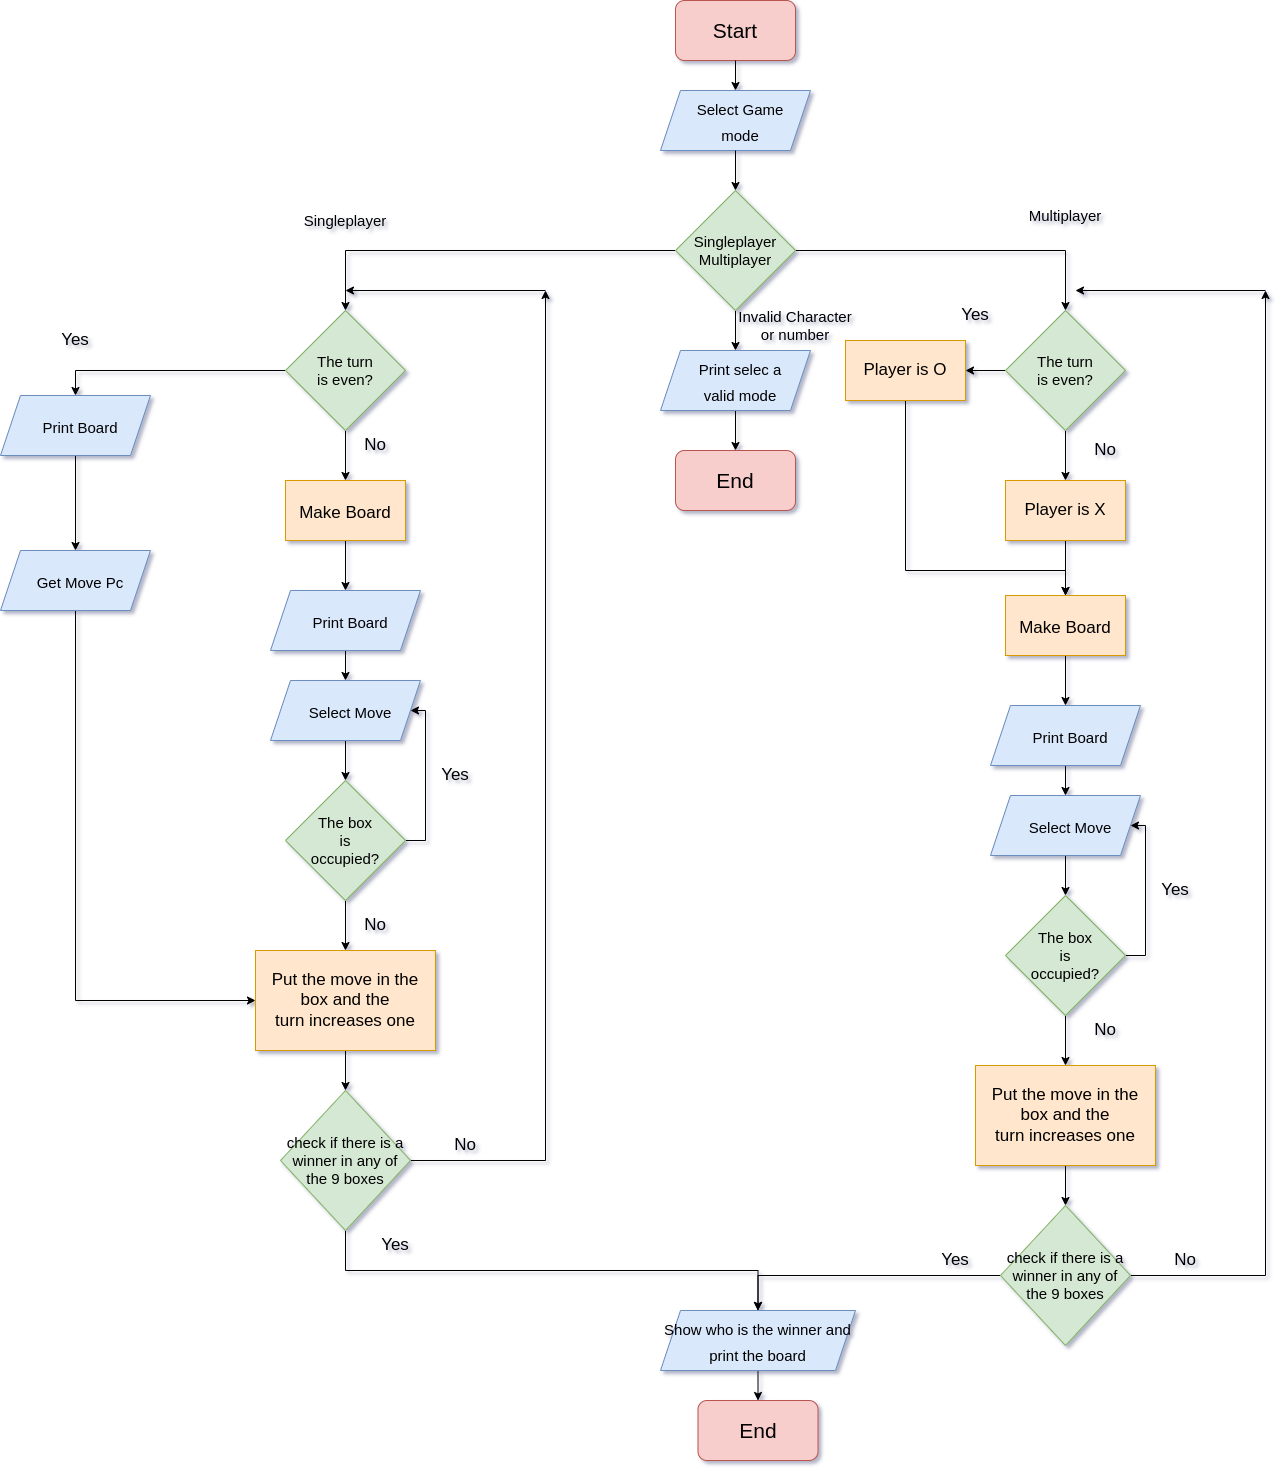 Start
Select Game
mode
Singleplayer
Multiplayer
Singleplayer
Multiplayer
Invalid Character
or number
Print selec a
valid mode
End
Yes
The turn
is even?
No
Print Board
Get Move Pc
Make Board
Print Board
Select Move
Yes
The box
is
occupied?
No
Put the move in the
box and the
turn increases one
check if there is a
winner in any of
the 9 boxes
No
Yes
Yes
Player is O
The turn
is even?
No
Player is X
Make Board
Print Board
Select Move
Yes
The box
is
occupied?
No
Put the move in the
box and the
turn increases one
Yes
check if there is a
winner in any of
the 9 boxes
No
Show who is the winner and
print the board
End